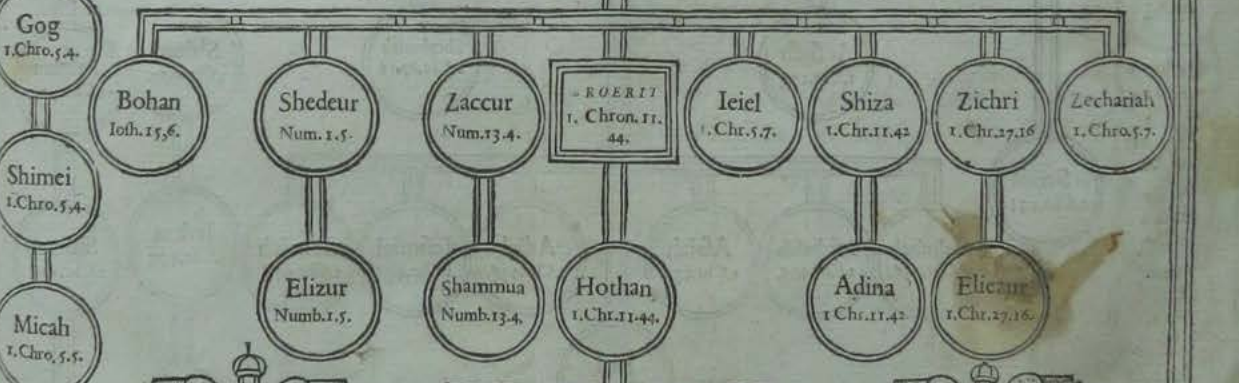 Gog
1.Chro.5.4.
Bohan
Iosh.15,6.
Shedeur
Num.1.5.
Zaccur
Num.13.4.
1. Chron.11.
44.
Ieiel
1.Chr.5.7.
Shiza
1.Chr.11.42
Zichri
1.Chr.27.16
Zechariah
1.Chro.5.7.
Shimei
1.Chro.5,4.
Elizur
Numb.1.5.
Shammua
Numb.13.4.
Hothan
1.Chr.11.44.
Adina
1 Chr.11.42.
Eliezur
1.Chr.27.16.
Micah
1.Chro.5.5.